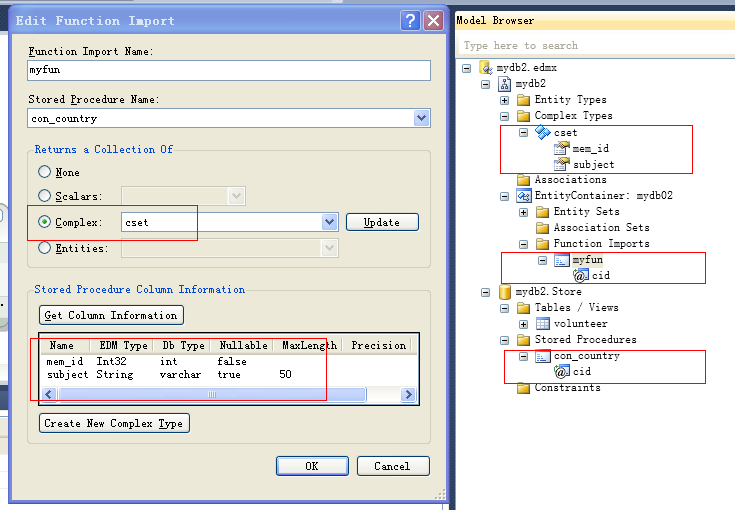 Edit Function Import
Function Import Name:
myfun
Stored Procedure Name:
con_country
Returns a Collection Of
None
Scalars:
Complex:
cset
Update
Entities:
Stored Procedure Column Information
Get Column Information
Name EDM Type Db Type Nullable MaxLength Precision
mem_id Int32 int false
subject String varchar true 50
Create New Complex Type
OK
Cancel
Model Browser
Type here to search
mydb2.edmx
mydb2
Entity Types
Complex Types
cset
mem_id
subject
Associations
EntityContainer: mydb02
Entity Sets
Association Sets
Function Imports
myfun
cid
mydb2.Store
Tables / Views
volunteer
Stored Procedures
con_country
cid
Constraints